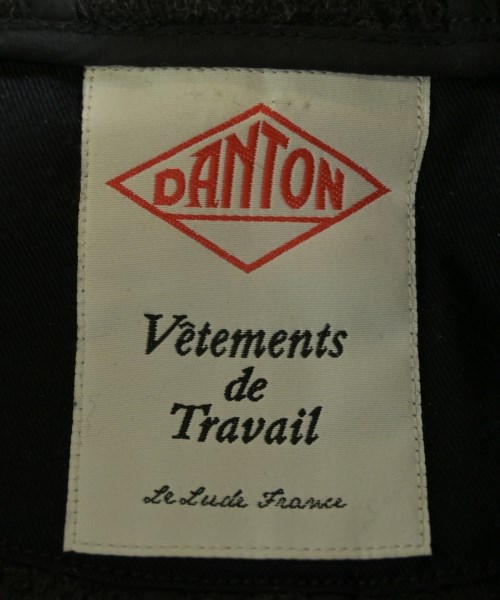 DANTON
Vêtements
de
Travail
Le Lude France